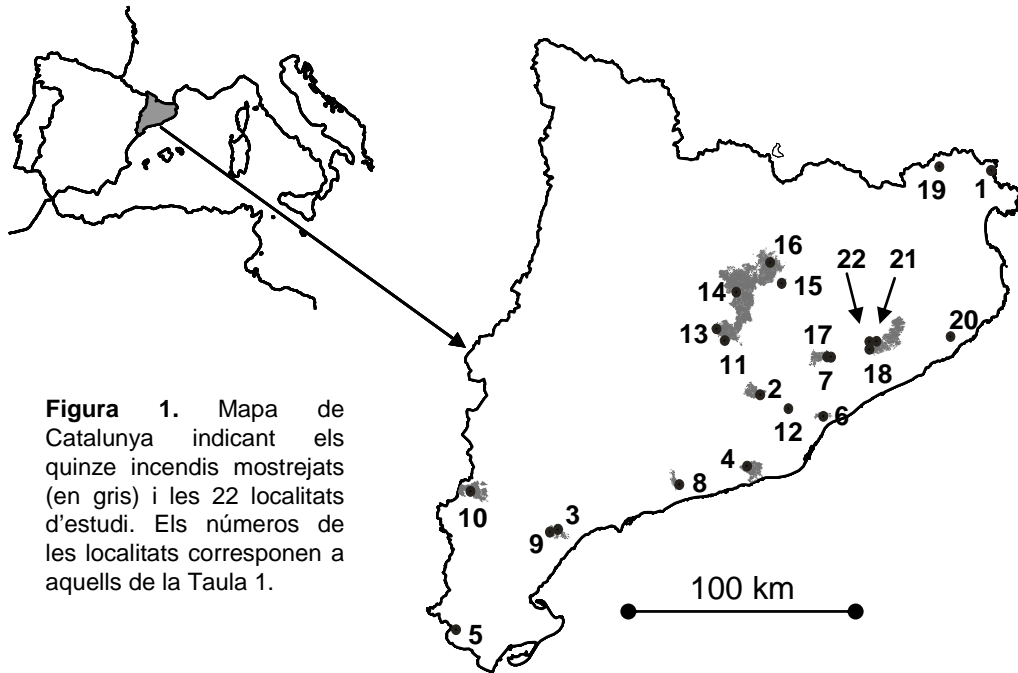 19
1
16
22
21
14
15
13
17
20
11
7
18
2
12
6
4
8
10
3
9
5
100 km
Figura 1. Mapa de
Catalunya indicant els
quinze incendis mostrejats
(en gris) i les 22 localitats
d'estudi. Els números de
les localitats corresponen a
aquells de la Taula 1.